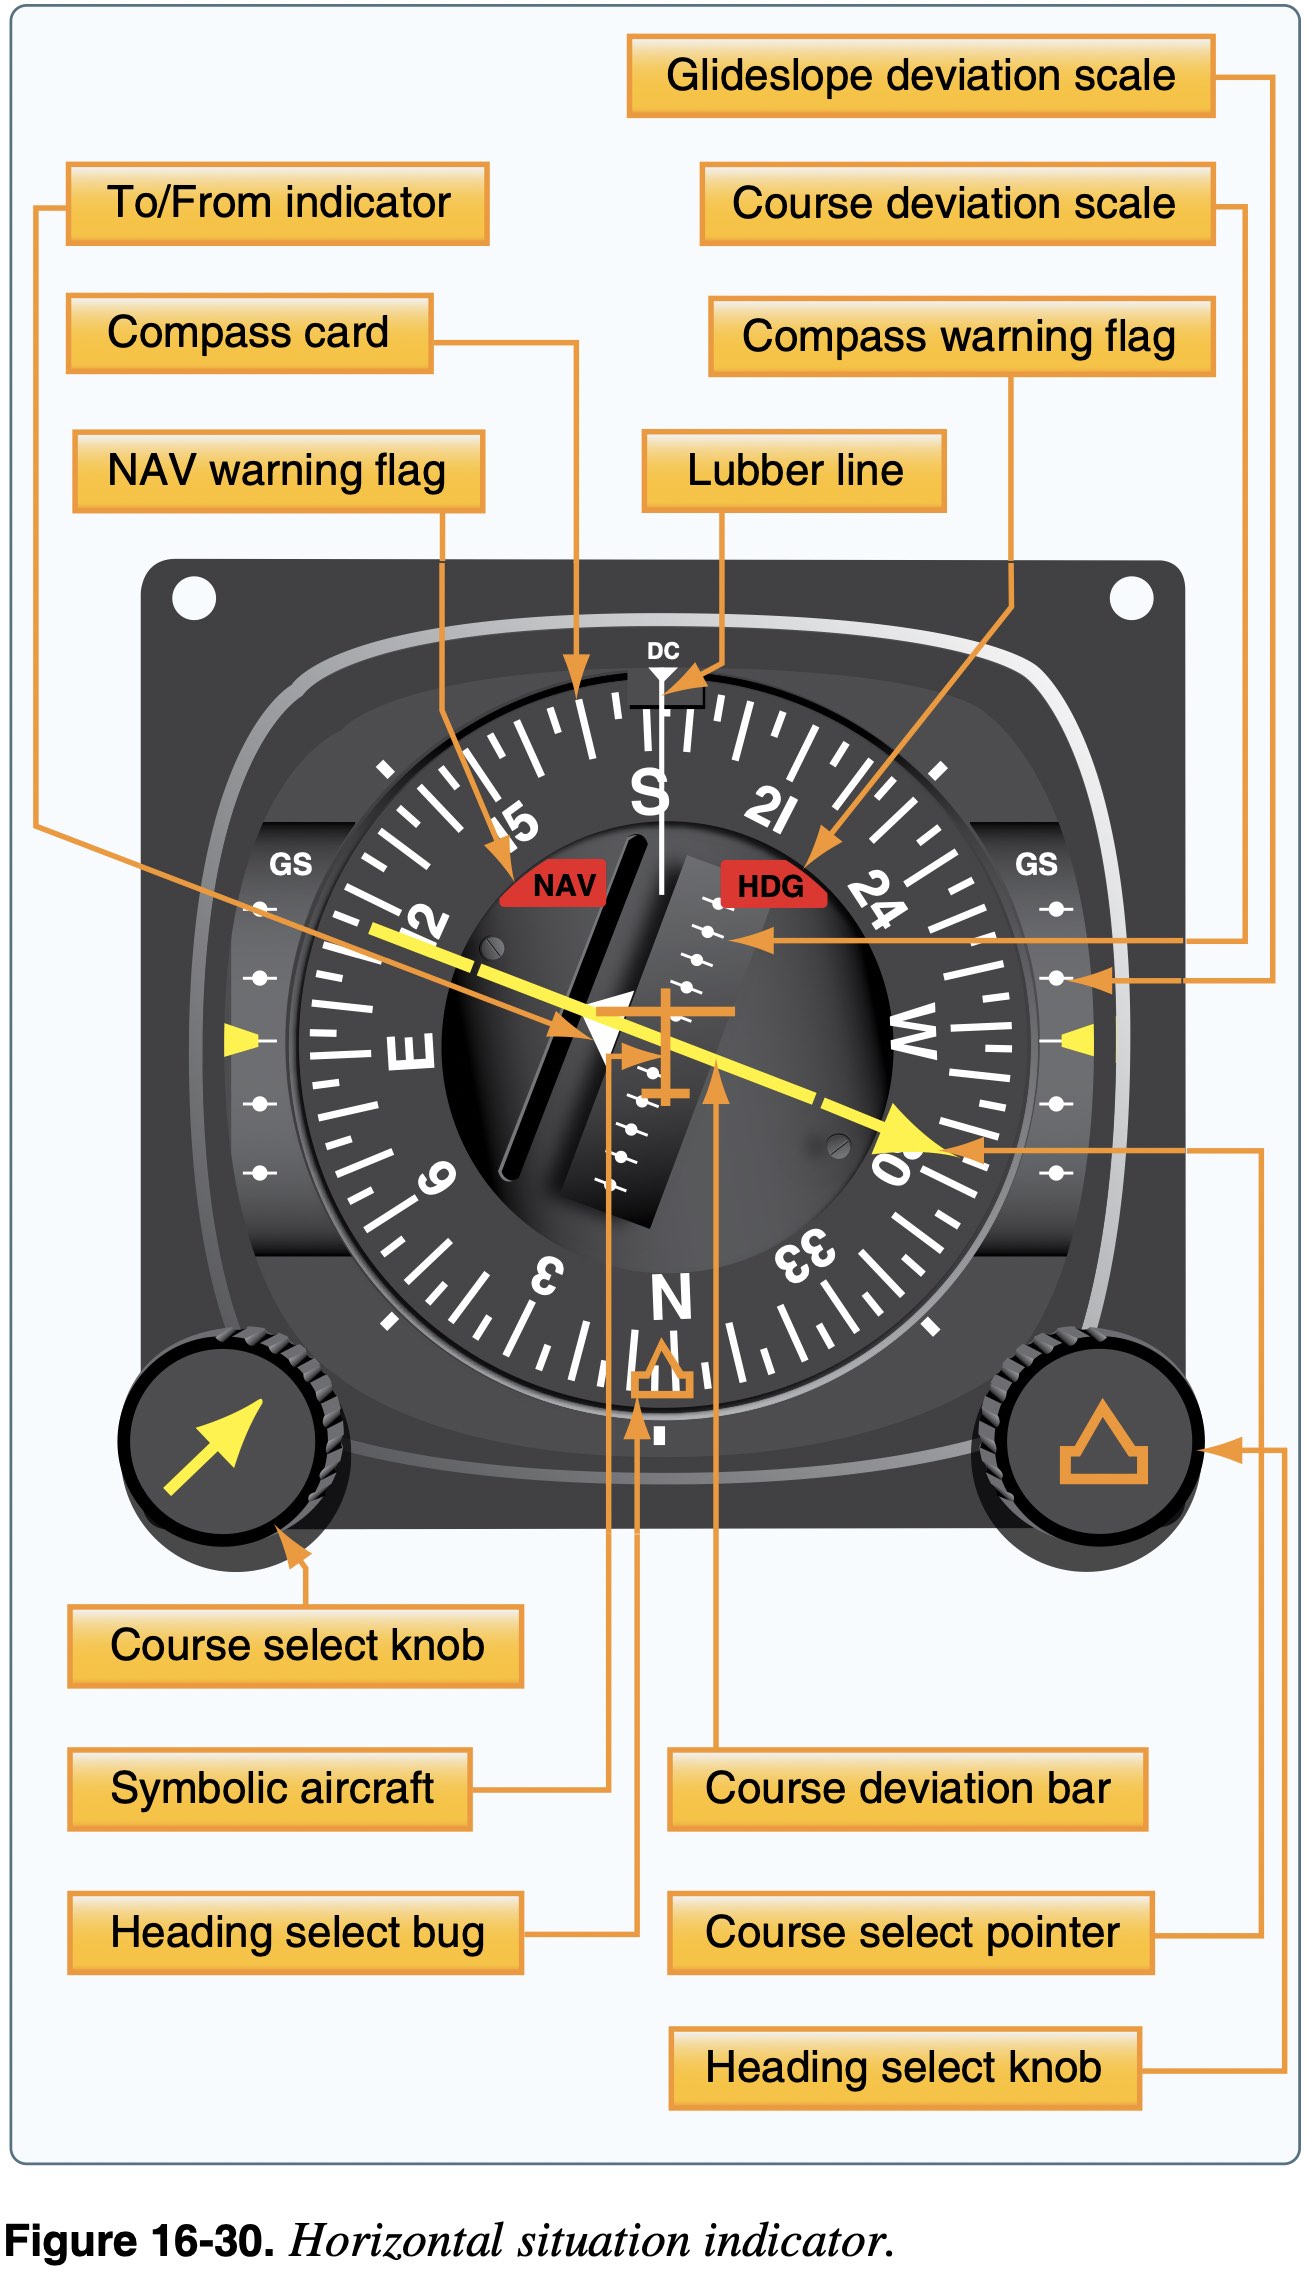 Glideslope deviation scale
To/From indicator
Course deviation scale
Compass card
Compass warning flag
NAV warning flag
Lubber line
DC
S
21
15
GS
GS
NAV
HDG
24
12
W
E
30
6
33
3
N
Course select knob
Symbolic aircraft
Course deviation bar
Heading select bug
Course select pointer
Heading select knob
Figure 16-30. Horizontal situation indicator.